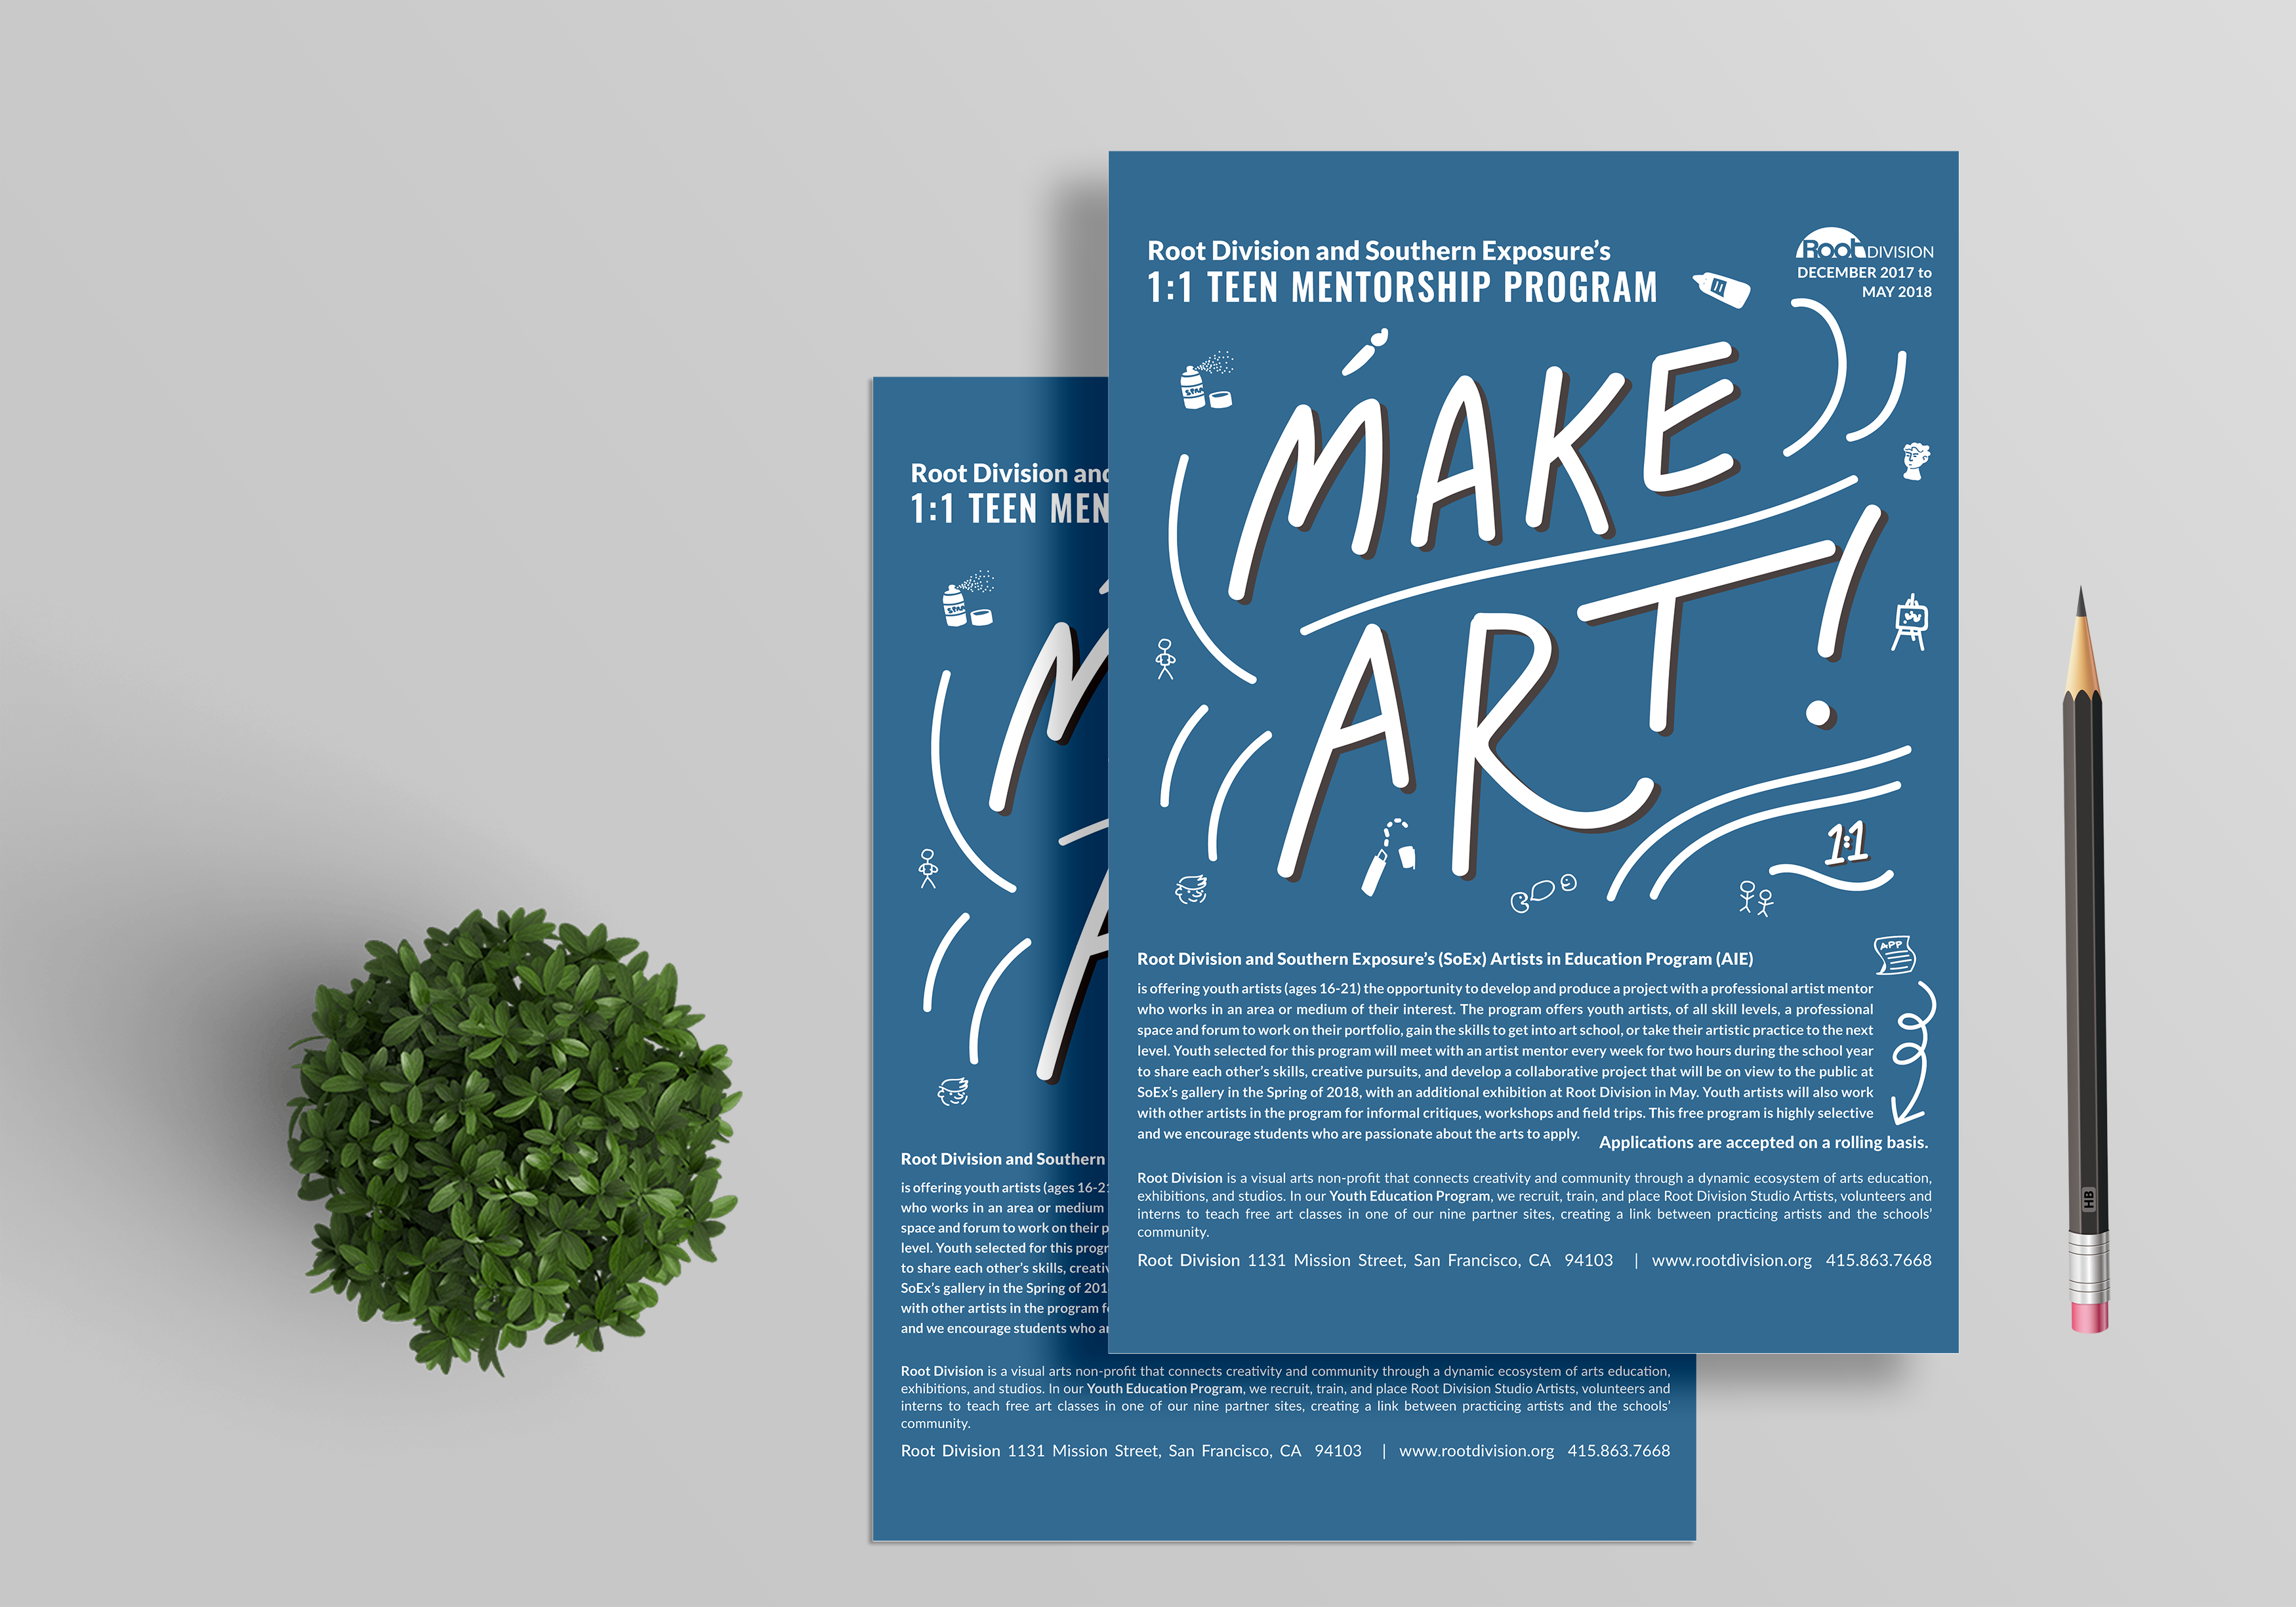 Root Division and Southern Exposure's
1:1 TEEN MENTORSHIP PROGRAM
Root DIVISION
DECEMBER 2017 to
MAY 2018
SPAA
MAKE
ART!
1:1
APP
Root Division and Southern Exposure's (SoEx) Artists in Education Program (AIE)
is offering youth artists (ages 16-21) the opportunity to develop and produce a project with a professional artist mentor
who works in an area or medium of their interest. The program offers youth artists, of all skill levels, a professional
space and forum to work on their portfolio, gain the skills to get into art school, or take their artistic practice to the next
level. Youth selected for this program will meet with an artist mentor every week for two hours during the school year
to share each other's skills, creative pursuits, and develop a collaborative project that will be on view to the public at
SoEx's gallery in the Spring of 2018, with an additional exhibition at Root Division in May. Youth artists will also work
with other artists in the program for informal critiques, workshops and field trips. This free program is highly selective
and we encourage students who are passionate about the arts to apply.
Applications are accepted on a rolling basis.
Root Division is a visual arts non-profit that connects creativity and community through a dynamic ecosystem of arts education,
exhibitions, and studios. In our Youth Education Program, we recruit, train, and place Root Division Studio Artists, volunteers and
interns to teach free art classes in one of our nine partner sites, creating a link between practicing artists and the schools'
community.
Root Division 1131 Mission Street, San Francisco, CA 94103 | www.rootdivision.org 415.863.7668
Root Division and
1:1 TEEN MEN
SPAA
M
A
Root Division and Southern
is offering youth artists (ages 16-21
who works in an area or medium
space and forum to work on their p
level. Youth selected for this progr
to share each other's skills, creativ
SoEx's gallery in the Spring of 201
with other artists in the program fo
and we encourage students who ar
Root Division is a visual arts non-profit that connects creativity and community through a dynamic ecosystem of arts education,
exhibitions, and studios. In our Youth Education Program, we recruit, train, and place Root Division Studio Artists, volunteers and
interns to teach free art classes in one of our nine partner sites, creating a link between practicing artists and the schools'
community.
Root Division 1131 Mission Street, San Francisco, CA 94103 | www.rootdivision.org 415.863.7668
HB